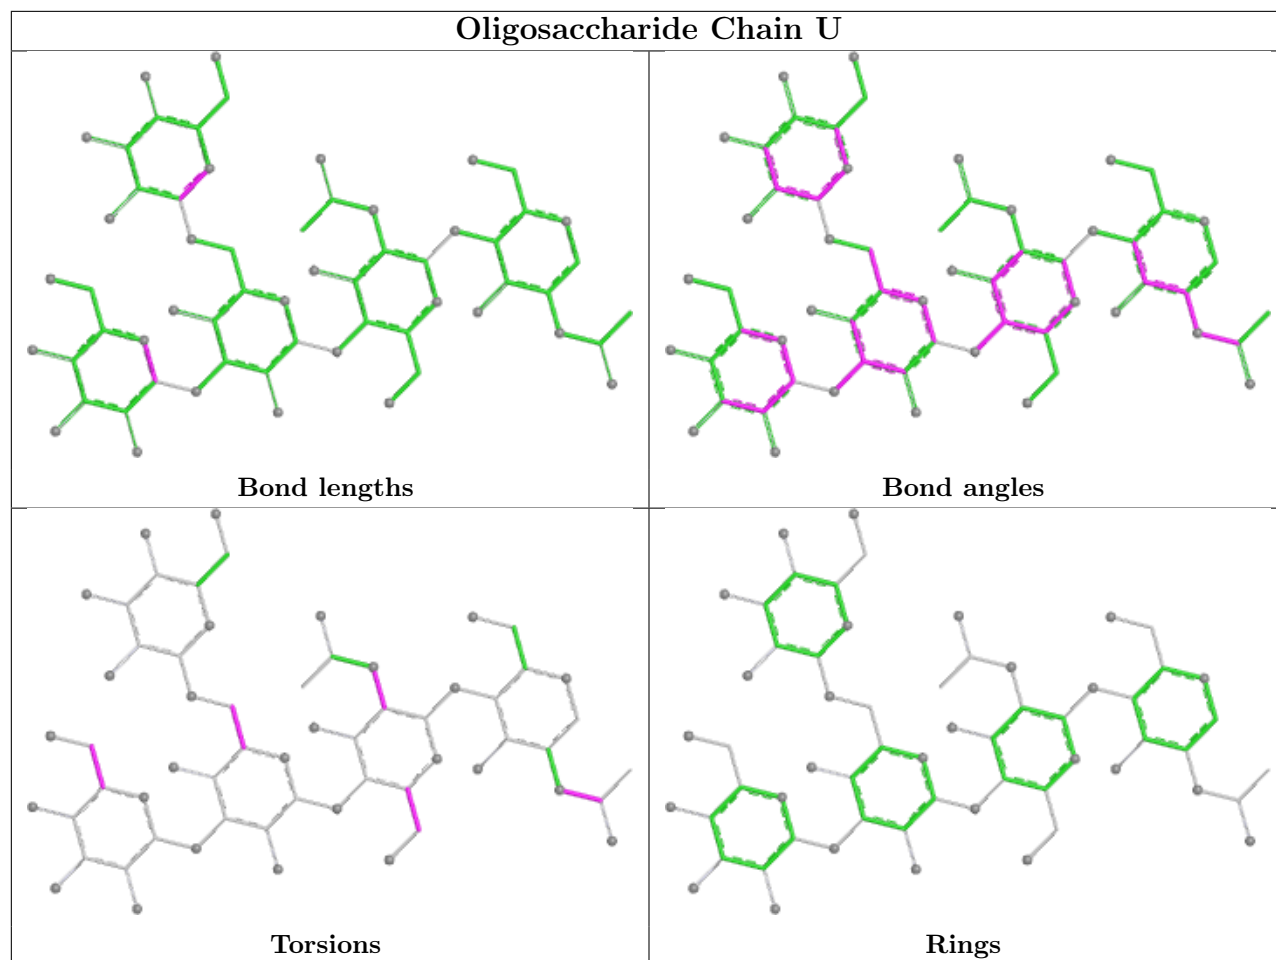 Oligosaccharide Chain U
Bond lengths
Bond angles
Torsions
Rings